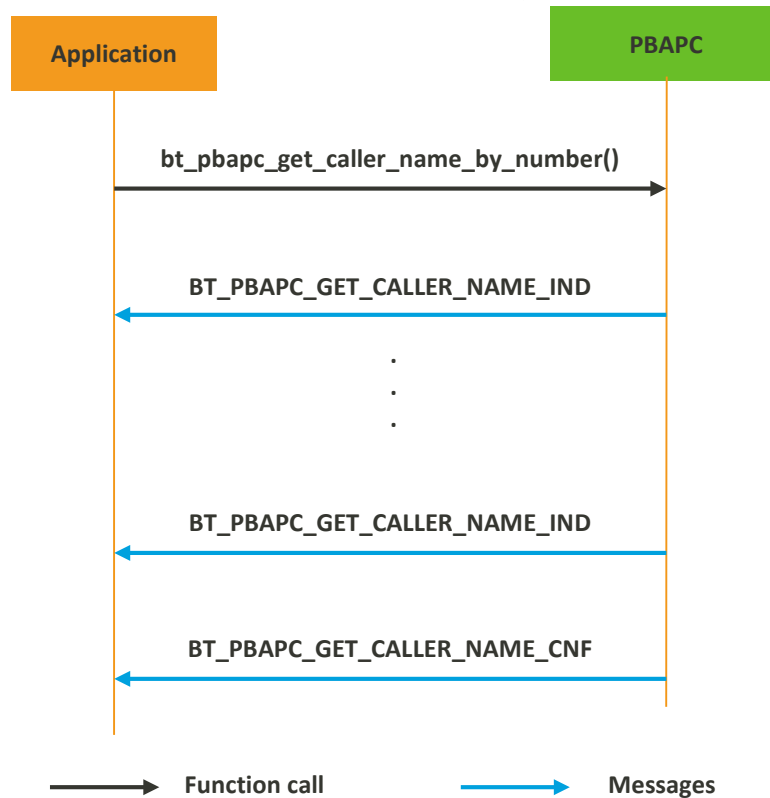 Application
PBAPC
bt_pbapc_get_caller_name_by_number()
BT_PBAPC_GET_CALLER_NAME_IND
.
.
.
BT_PBAPC_GET_CALLER_NAME_IND
BT_PBAPC_GET_CALLER_NAME_CNF
Function call
Messages